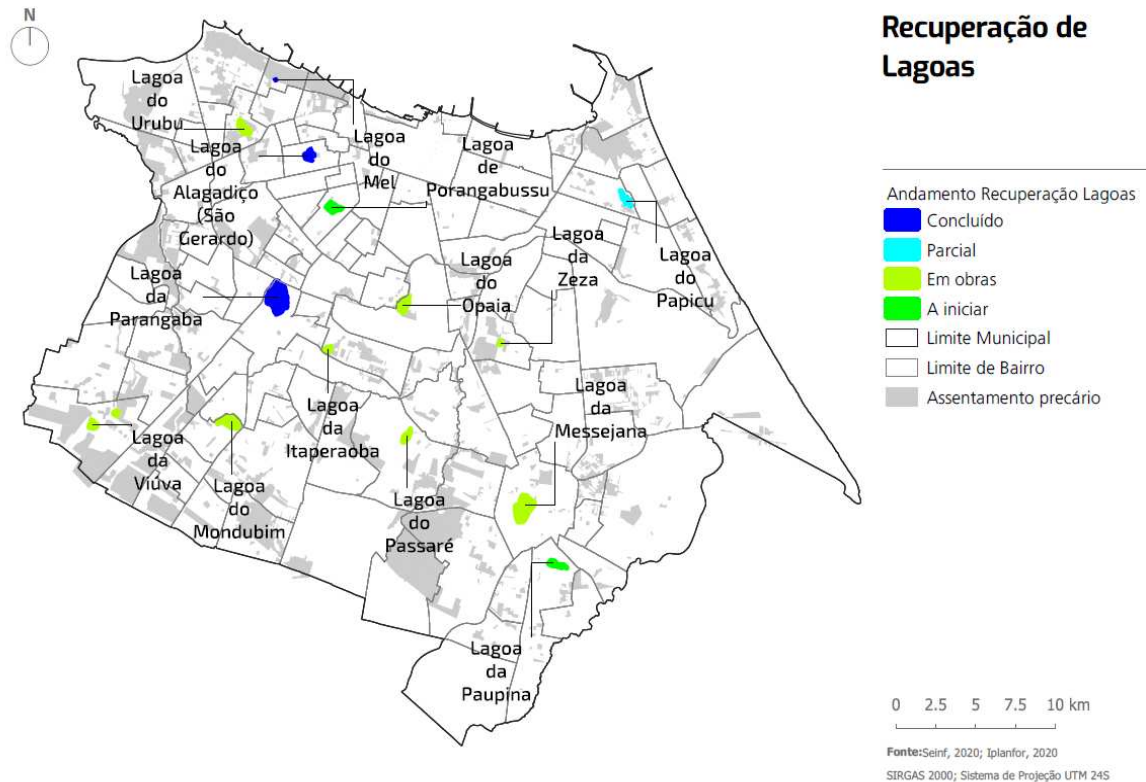 N
Lagoa
do
Urubu
Lagoa
do
Alagadiço
(São
Gerardo)
Lagoa
do
Mel
Lagoa
de
Porangabussu
Lagoa
da
Zeza
Lagoa
do
Papicu
Lagoa
do
Opaia
Lagoa
da
Parangaba
Lagoa
da
Messejana
Lagoa
da
Itaperaoba
Lagoa
da
Viúva
Lagoa
do
Mondubim
Lagoa
do
Passaré
Lagoa
da
Paupina
Recuperação de
Lagoas
Andamento Recuperação Lagoas
Concluído
Parcial
Em obras
A iniciar
Limite Municipal
Limite de Bairro
Assentamento precário
0 2.5 5 7.5 10 km
Fonte:Seinf, 2020; Iplanfor, 2020
SIRGAS 2000; Sistema de Projeção UTM 24S